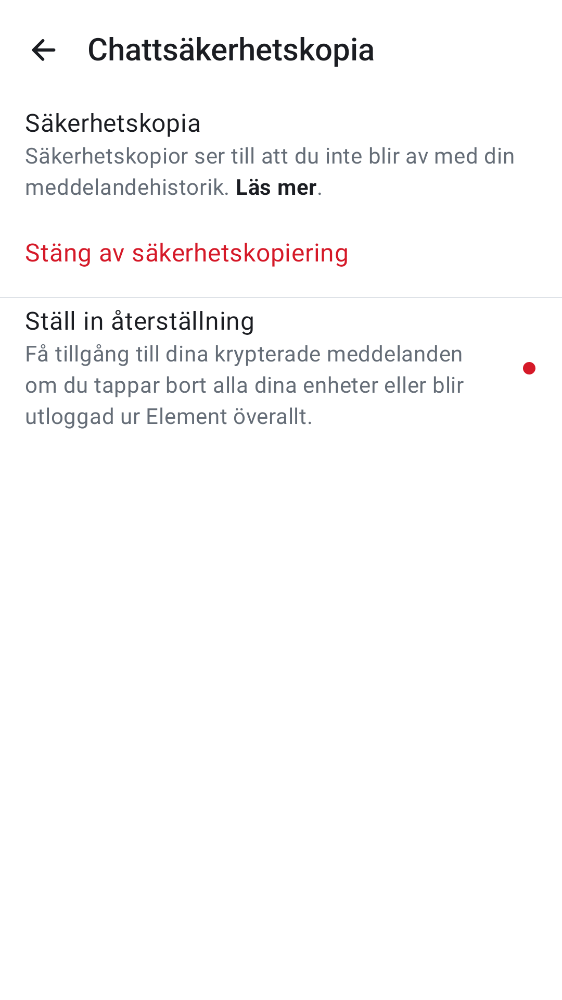 Chattsäkerhetskopia
Säkerhetskopia
Säkerhetskopior ser till att du inte blir av med din
meddelandehistorik. Läs mer.
Stäng av säkerhetskopiering
Ställ in återställning
Få tillgång till dina krypterade meddelanden
om du tappar bort alla dina enheter eller blir
utloggad ur Element överallt.